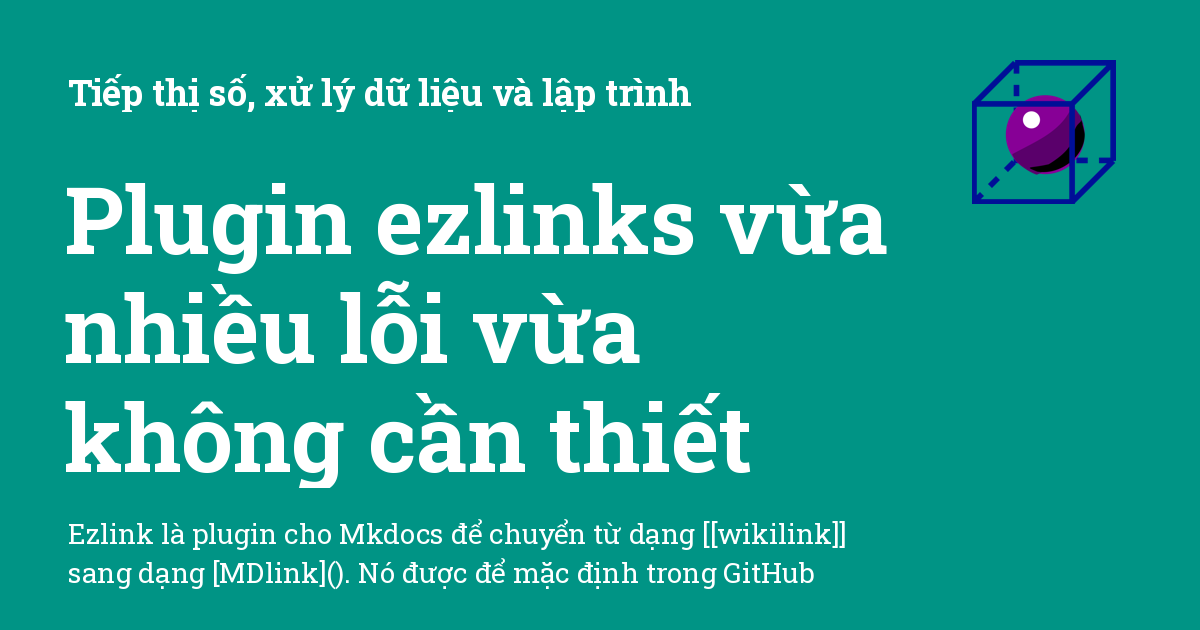 Tiếp thị số, xử lý dữ liệu và lập trình
Plugin ezlinks vừa
nhiều lỗi vừa
không cần thiết
Ezlink là plugin cho Mkdocs để chuyển từ dạng [[wikilink]]
sang dạng [MDlink](). Nó được để mặc định trong GitHub